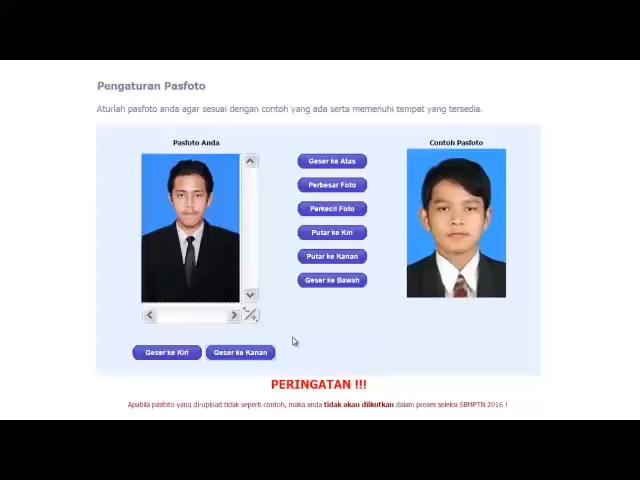 Pengaturan Pasfoto
Aturlah pasfoto anda agar sesuai dengan contoh yang ada serta memenuhi tempat yang tersedia.
Pasfoto Anda
Contoh Pasfoto
Geser ke Atas
Perbesar Foto
Perkecil Foto
Putar ke Kiri
Putar ke Kanan
Geser ke Bawah
Geser ke Kiri
Geser ke Kanan
PERINGATAN !!!
Apabila pasfoto yang di-upload tidak seperti contoh, maka anda tidak akan diikutkan dalam proses seleksi SBMPTN 2016 !